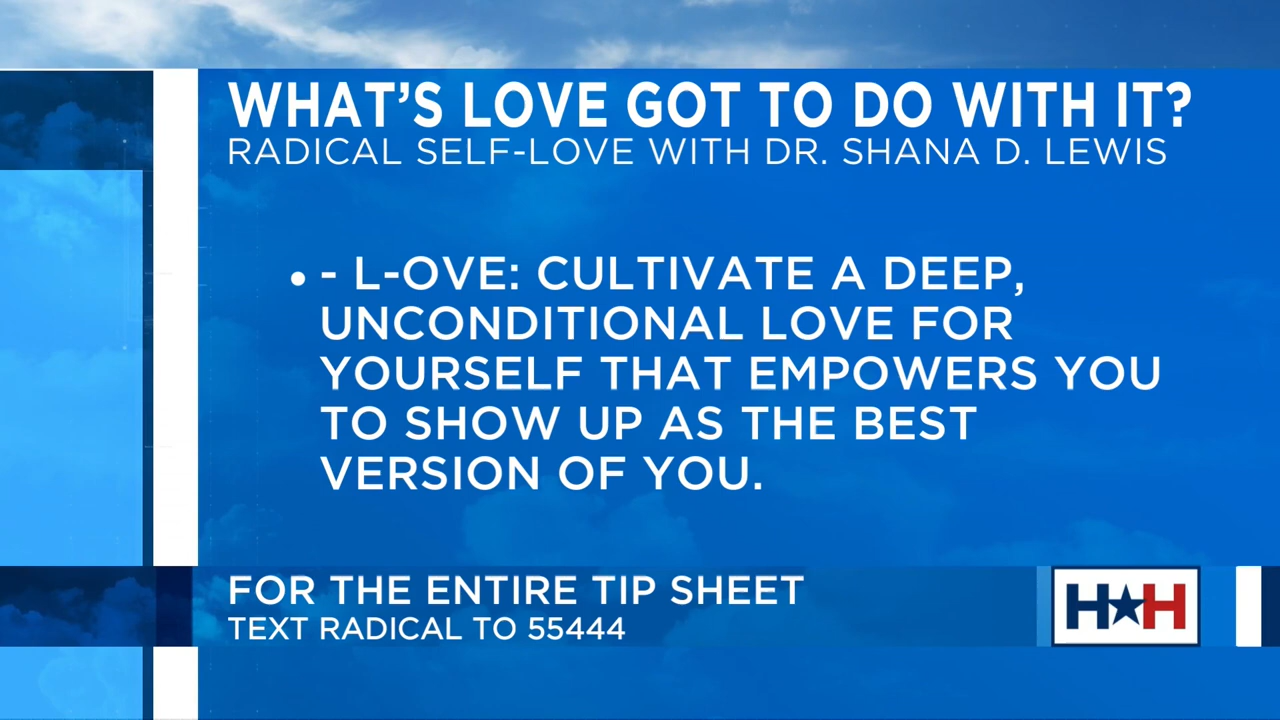 WHAT'S LOVE GOT TO DO WITH IT?
RADICAL SELF-LOVE WITH DR. SHANA D. LEWIS
• - L-OVE: CULTIVATE A DEEP,
UNCONDITIONAL LOVE FOR
YOURSELF THAT EMPOWERS YOU
TO SHOW UP AS THE BEST
VERSION OF YOU.
FOR THE ENTIRE TIP SHEET
TEXT RADICAL TO 55444
H★H